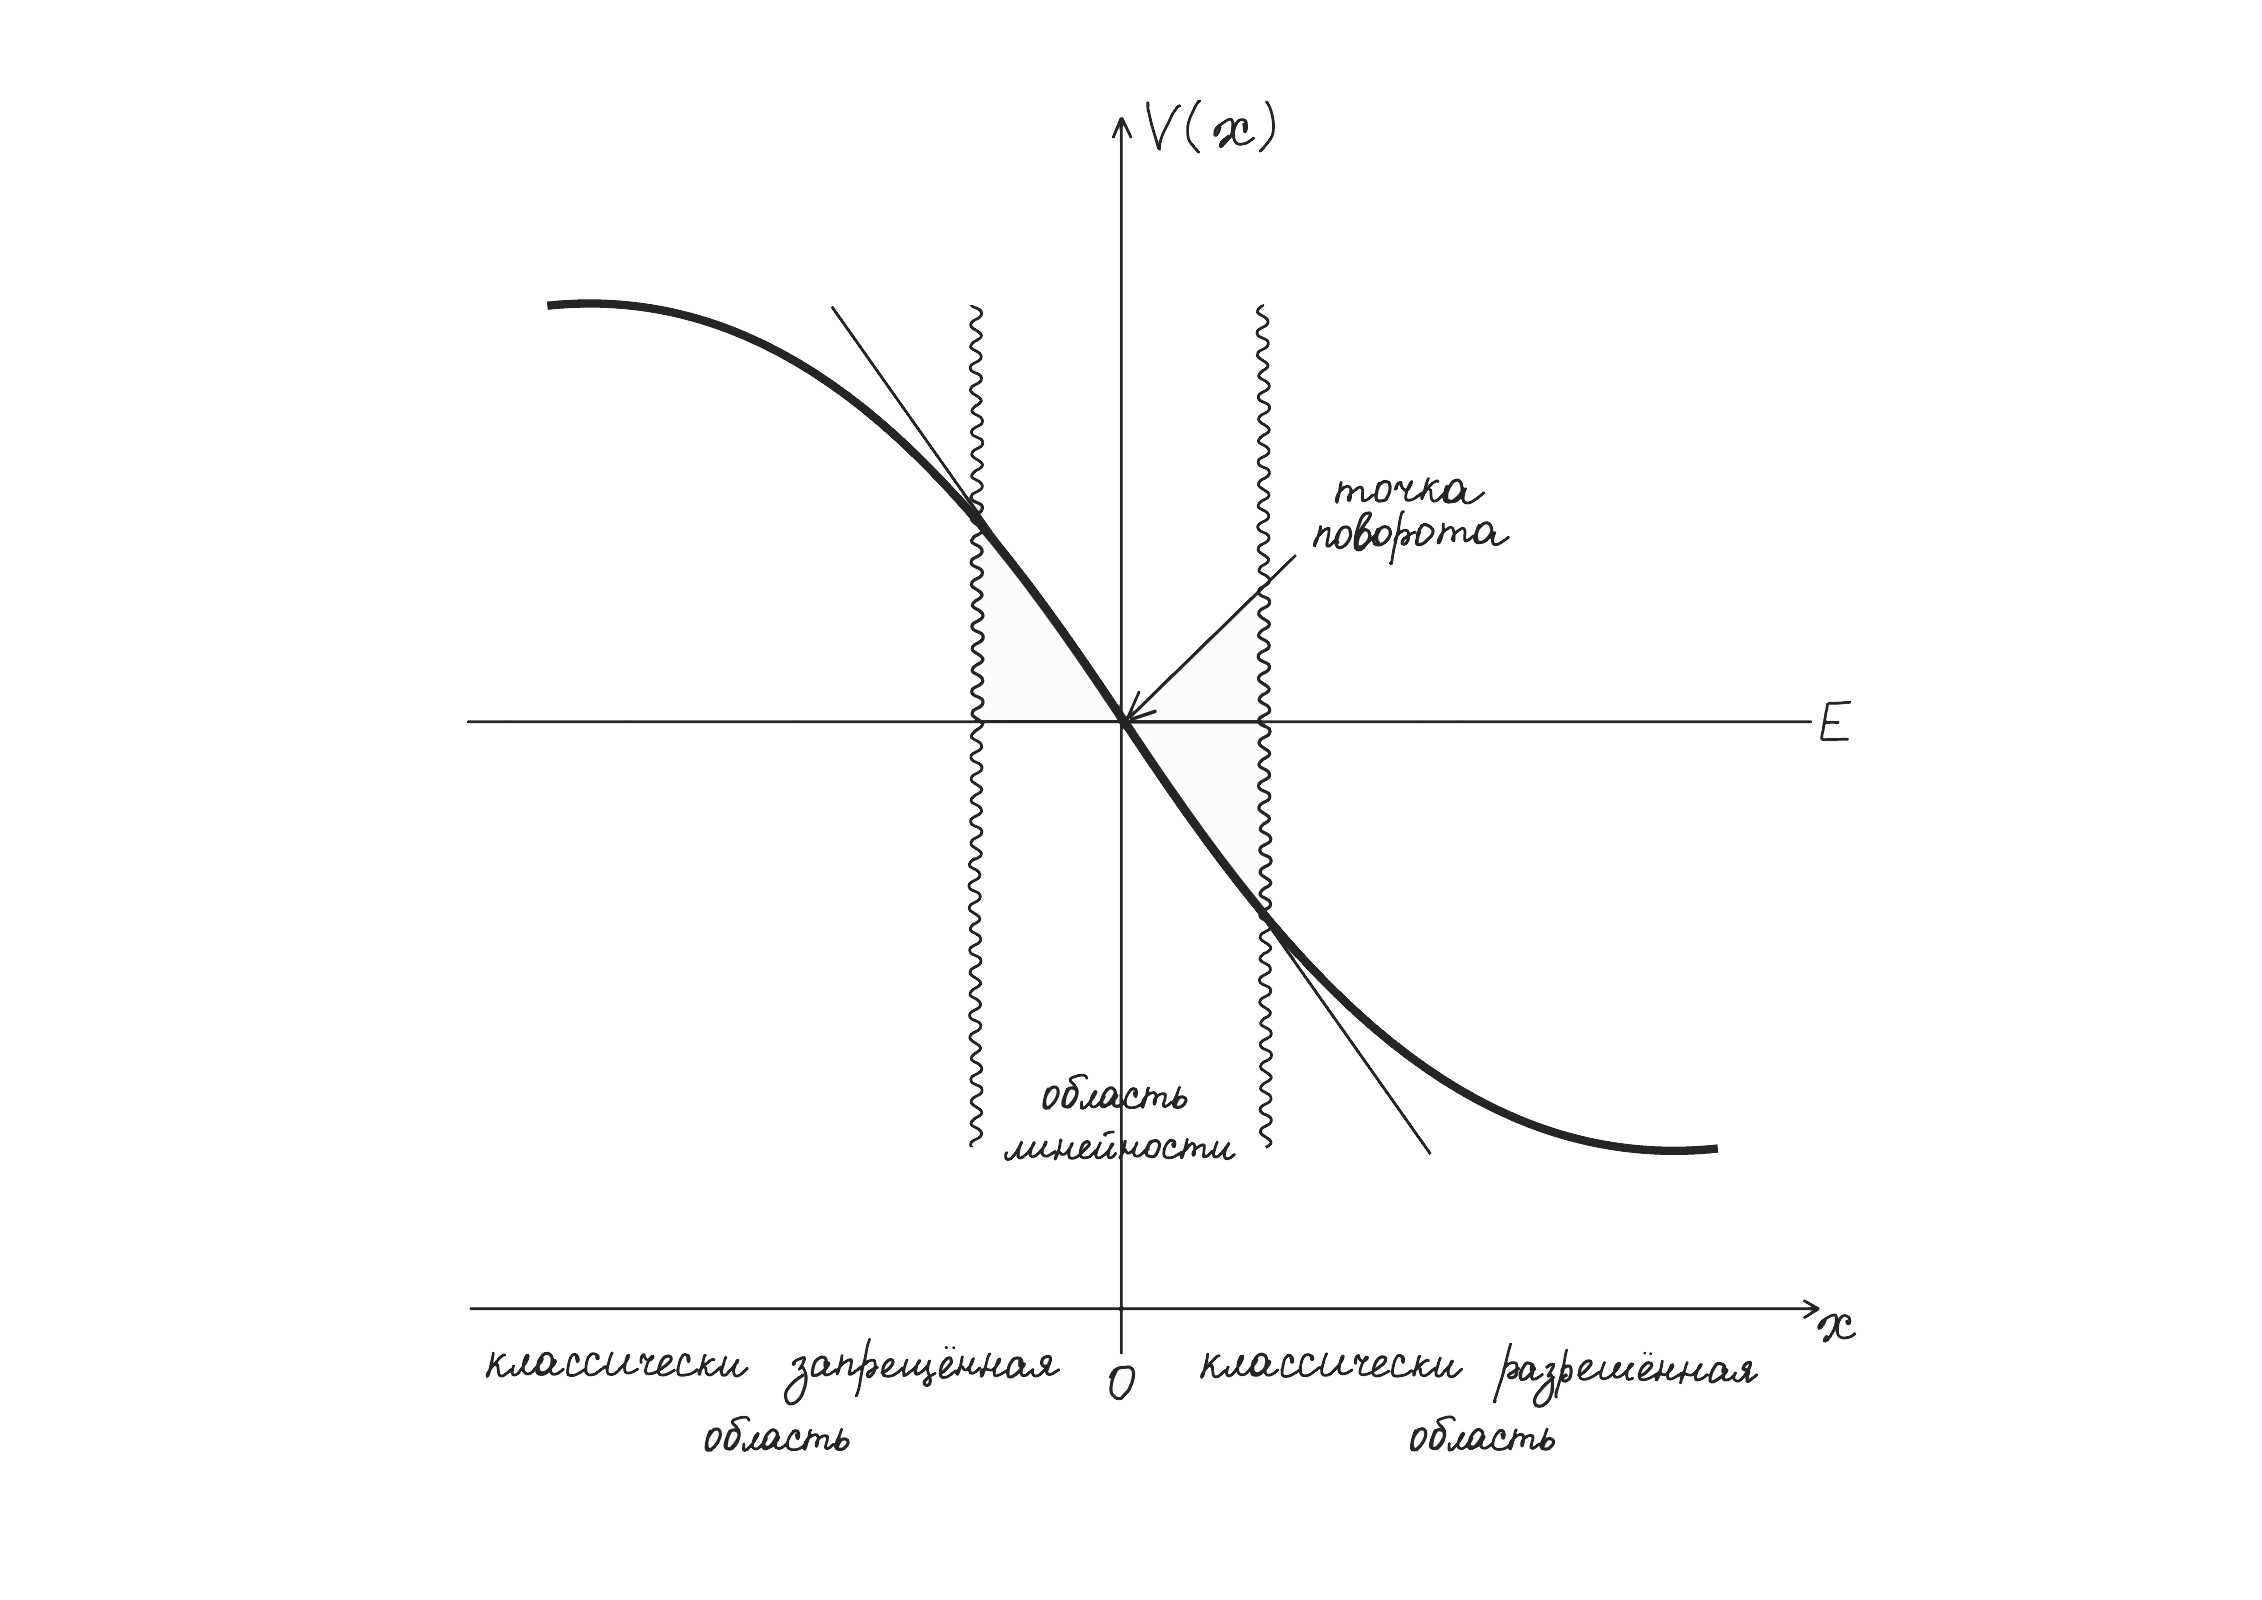 V(x)
точка
поворота
E
область
линейности
x
классически запрещённая
область
0
классически разрешённая
область